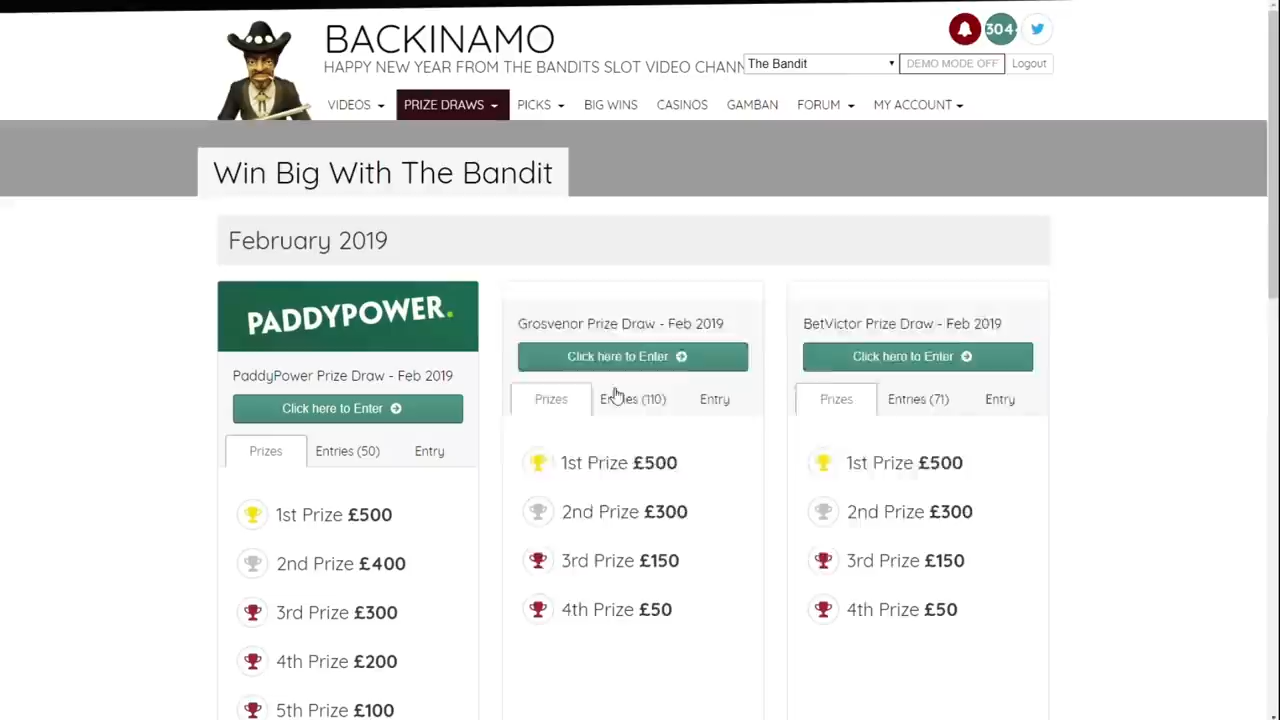 BACKINAMO
HAPPY NEW YEAR FROM THE BANDITS SLOT VIDEO CHANN
304
The Bandit
DEMO MODE OFF
Logout
VIDEOS
PRIZE DRAWS
PICKS
BIG WINS
CASINOS
GAMBAN
FORUM
MY ACCOUNT
Win Big With The Bandit
February 2019
PADDYPOWER.
PaddyPower Prize Draw - Feb 2019
Click here to Enter
Prizes
Entries (50)
Entry
1st Prize £500
2nd Prize £400
3rd Prize £300
4th Prize £200
5th Prize £100
Grosvenor Prize Draw - Feb 2019
Click here to Enter
Prizes
Entries (110)
Entry
1st Prize £500
2nd Prize £300
3rd Prize £150
4th Prize £50
BetVictor Prize Draw - Feb 2019
Click here to Enter
Prizes
Entries (71)
Entry
1st Prize £500
2nd Prize £300
3rd Prize £150
4th Prize £50